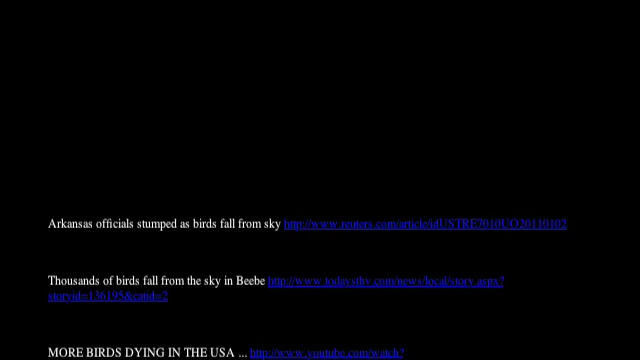 Arkansas officials stumped as birds fall from sky http://www.reuters.com/article/idUSTRE7010UO20110102
Thousands of birds fall from the sky in Beebe http://www.todaysthv.com/news/local/story.aspx?
storyid=136195&catid=2
MORE BIRDS DYING IN THE USA ... http://www.youtube.com/watch?